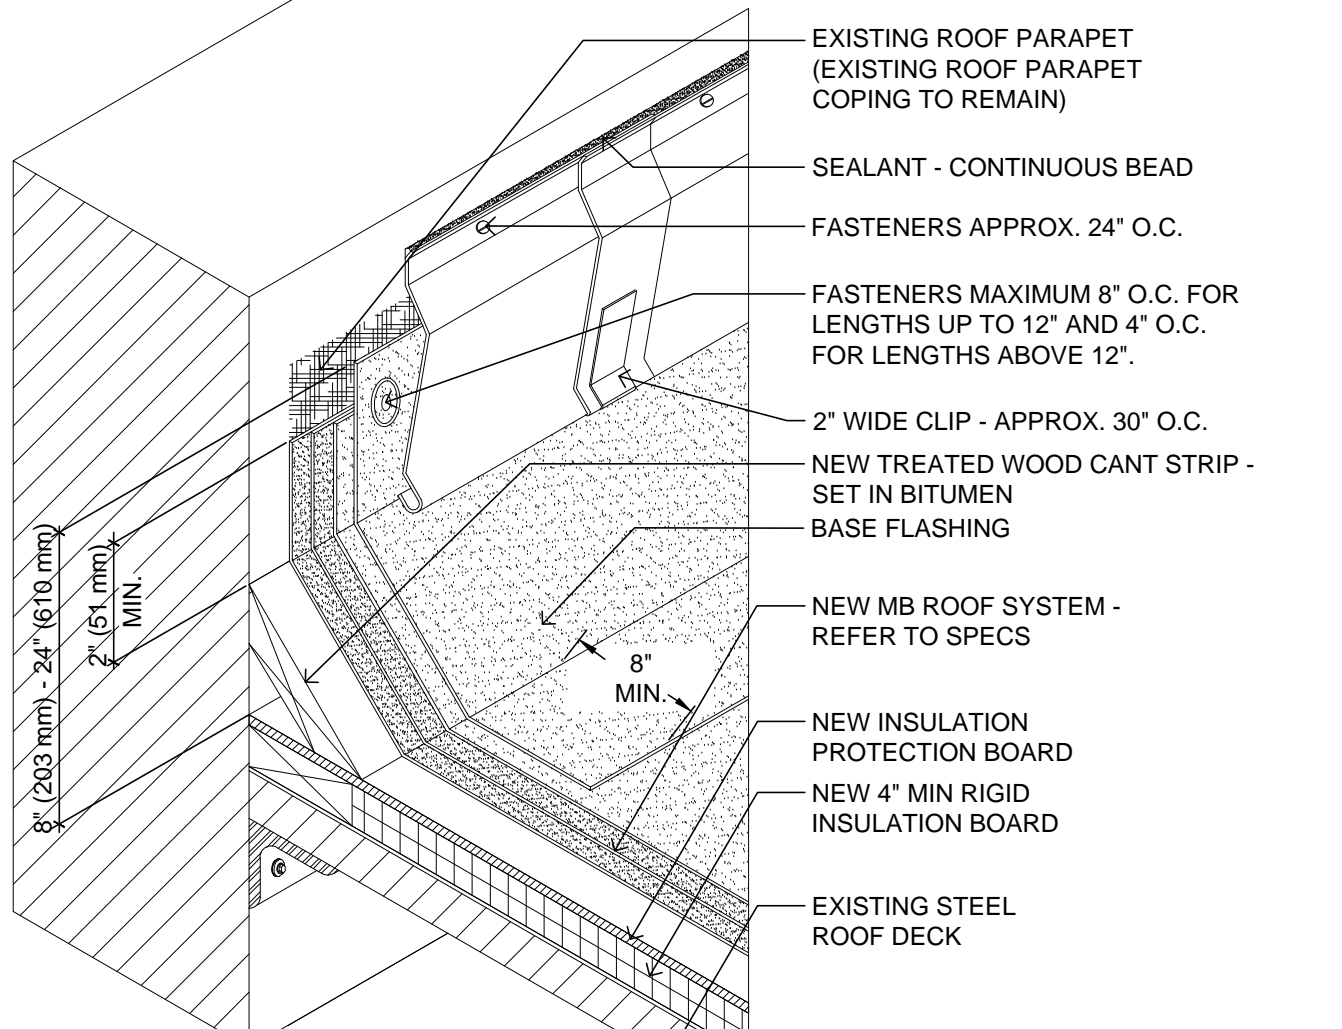 EXISTING ROOF PARAPET
(EXISTING ROOF PARAPET
COPING TO REMAIN)
SEALANT - CONTINUOUS BEAD
FASTENERS APPROX. 24" O.C.
FASTENERS MAXIMUM 8" O.C. FOR
LENGTHS UP TO 12" AND 4" O.C.
FOR LENGTHS ABOVE 12".
2" WIDE CLIP - APPROX. 30" O.C.
NEW TREATED WOOD CANT STRIP -
SET IN BITUMEN
BASE FLASHING
NEW MB ROOF SYSTEM -
REFER TO SPECS
NEW INSULATION
PROTECTION BOARD
NEW 4" MIN RIGID
INSULATION BOARD
EXISTING STEEL
ROOF DECK
8"
MIN.
8" (203 mm) - 24" (610 mm)
2" (51 mm)
MIN.